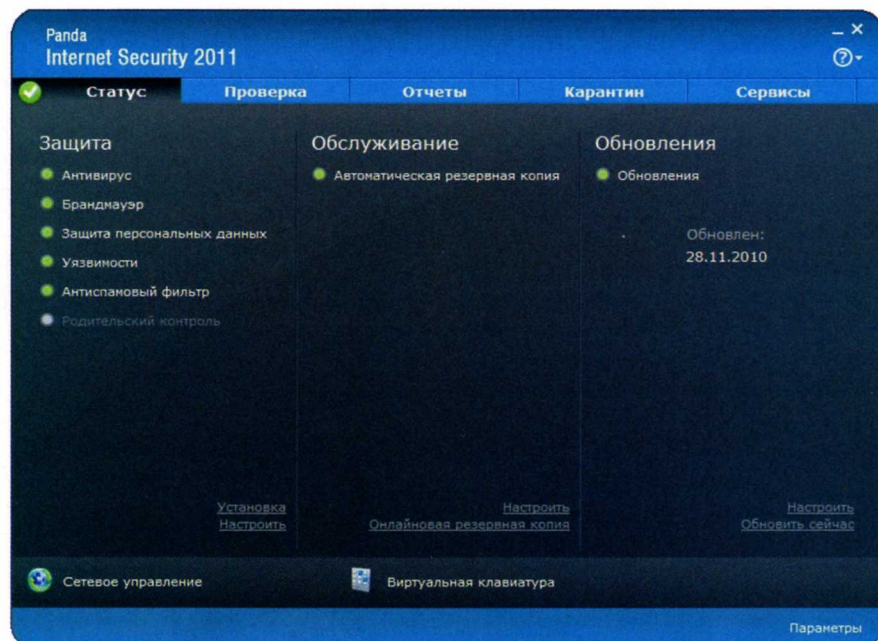 Panda
Internet Security 2011
Статус
Проверка
Отчеты
Карантин
Сервисы
Защита
Антивирус
Брандмауэр
Защита персональных данных
Уязвимости
Антиспамовый фильтр
Родительский контроль
Установка
Настроить
Обслуживание
Автоматическая резервная копия
Настроить
Онлайновая резервная копия
Обновления
Обновления
Обновлен:
28.11.2010
Настроить
Обновить сейчас
Сетевое управление
Виртуальная клавиатура
Параметры